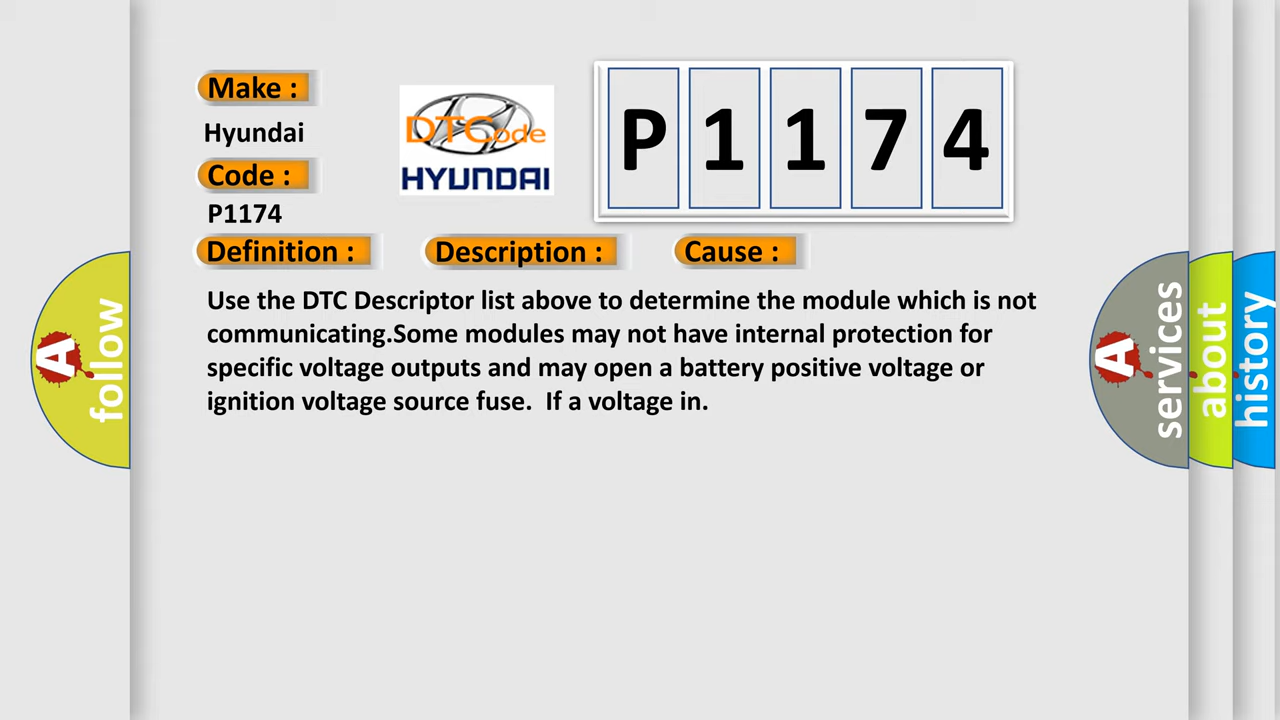 Make :
Hyundai
Code :
P1174
DTCode
HYUNDAI
P 1 1 7 4
Definition :
Description :
Cause :
Use the DTC Descriptor list above to determine the module which is not
communicatingSome modules may not have internal protection for
specific voltage outputs and may open a battery positive voltage or
ignition voltage source fuse.  If a voltage in.
A
follow
A
services
about
history